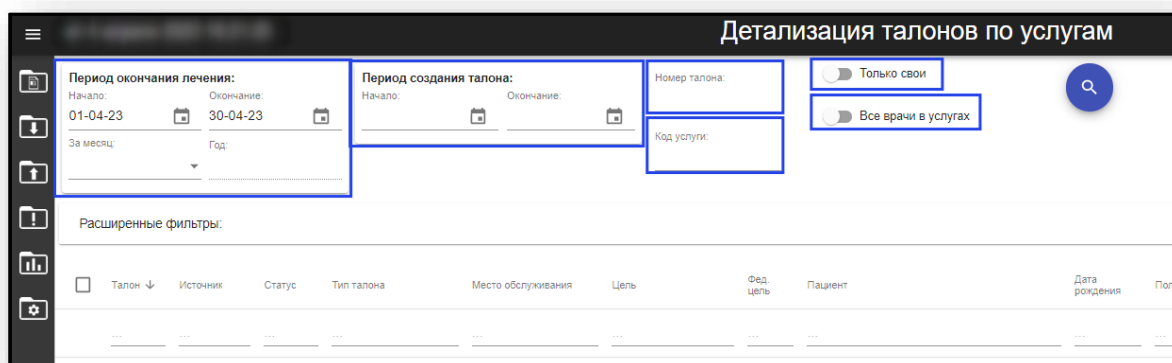 Детализация талонов по услугам
Период окончания лечения:
Начало: Окончание:
01-04-23 30-04-23
За месяц: Год:
Период создания талона:
Начало: Окончание:
Номер талона:
Код услуги:
Только свои
Все врачи в услугах
Расширенные фильтры:
Талон Источник Статус Тип талона Место обслуживания Цель Фед. цель Пациент Дата рождения Пол
... ... ... ... ... ... ... ... ... ...